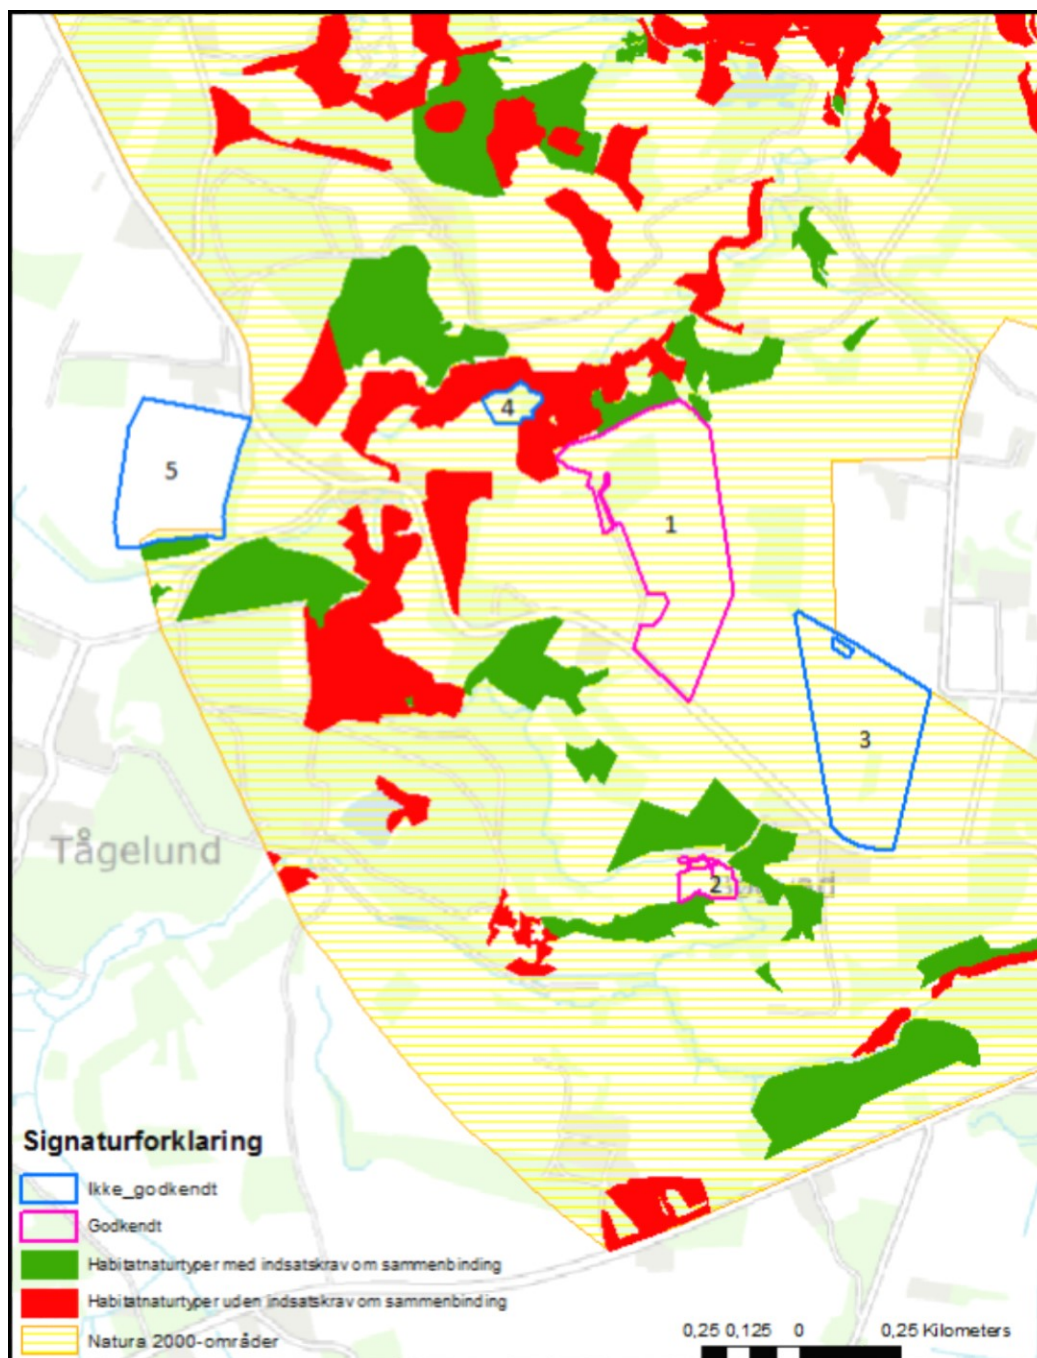 4
5
1
3
Tågelund
2
Signaturforklaring
Ikke_godkendt
Godkendt
Habitatnaturtyper med indsatskrav om sammenbinding
Habitatnaturtyper uden indsatskrav om sammenbinding
Natura 2000-områder
0,25 0,125 0 0,25 Kilometers